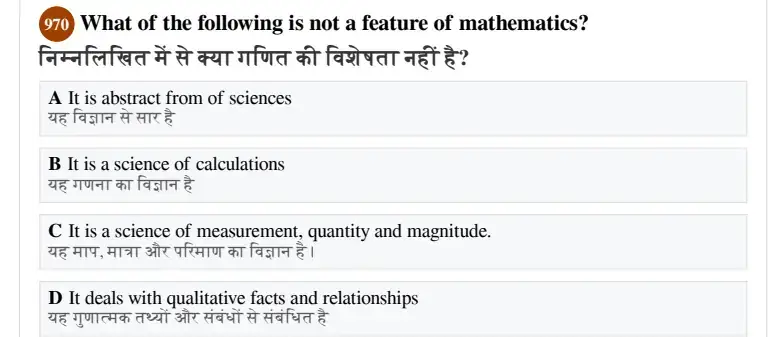 970 What of the following is not a feature of mathematics?
निम्नलिखित में से क्या गणित की विशेषता नहीं है?
A It is abstract from of sciences
यह विज्ञान से सार है
B It is a science of calculations
यह गणना का विज्ञान है
C It is a science of measurement, quantity and magnitude.
यह माप, मात्रा और परिमाण का विज्ञान है।
D It deals with qualitative facts and relationships
यह गुणात्मक तथ्यों और संबंधों से संबंधित है